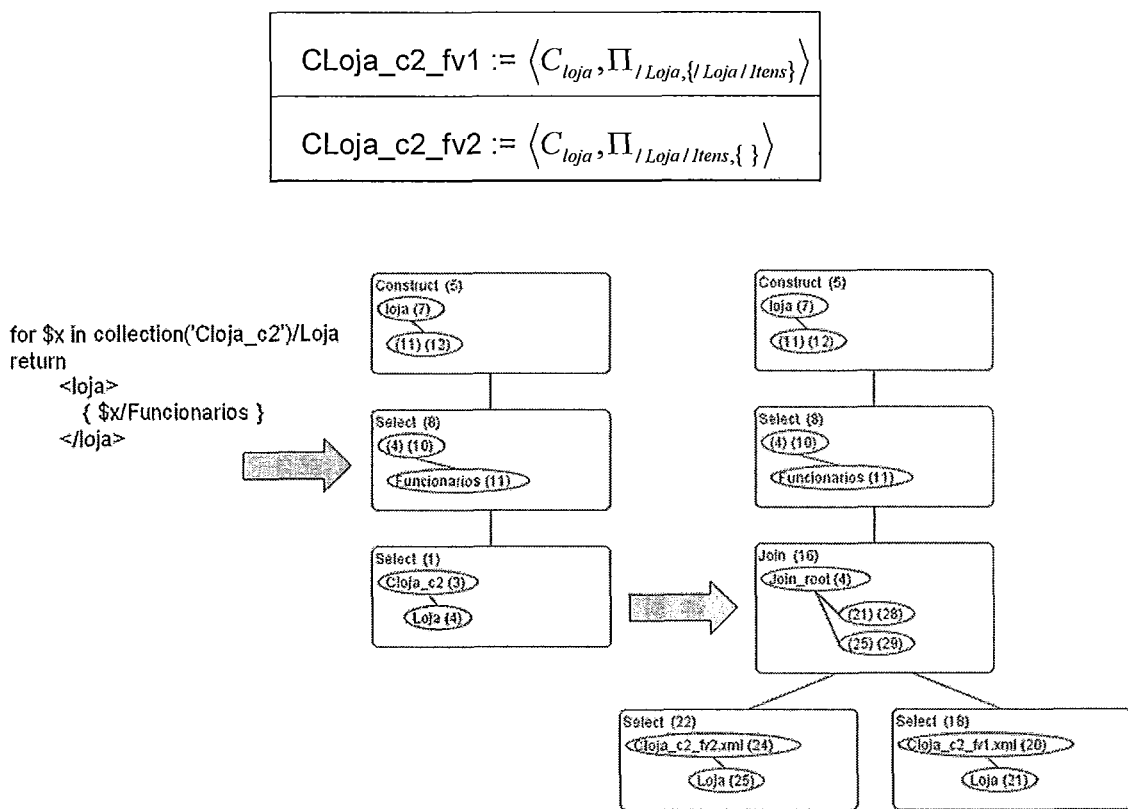 CLoja_c2_fv1 := ⟨C_loja, Π_/Loja,{/Loja/Itens}⟩
CLoja_c2_fv2 := ⟨C_loja, Π_/Loja/Itens,{ }⟩
for $x in collection('Cloja_c2')/Loja
return
<loja>
{ $x/Funcionarios }
</loja>
Construct (5)
loja (7)
(11) (12)
Select (8)
(4) (10)
Funcionarios (11)
Select (1)
Cloja_c2 (3)
Loja (4)
Construct (5)
loja (7)
(11) (12)
Select (8)
(4) (10)
Funcionarios (11)
Join (16)
Join_root (4)
(21) (28)
(25) (29)
Select (22)
Cloja_c2_fv2.xml (24)
Loja (25)
Select (18)
Cloja_c2_fv1.xml (20)
Loja (21)